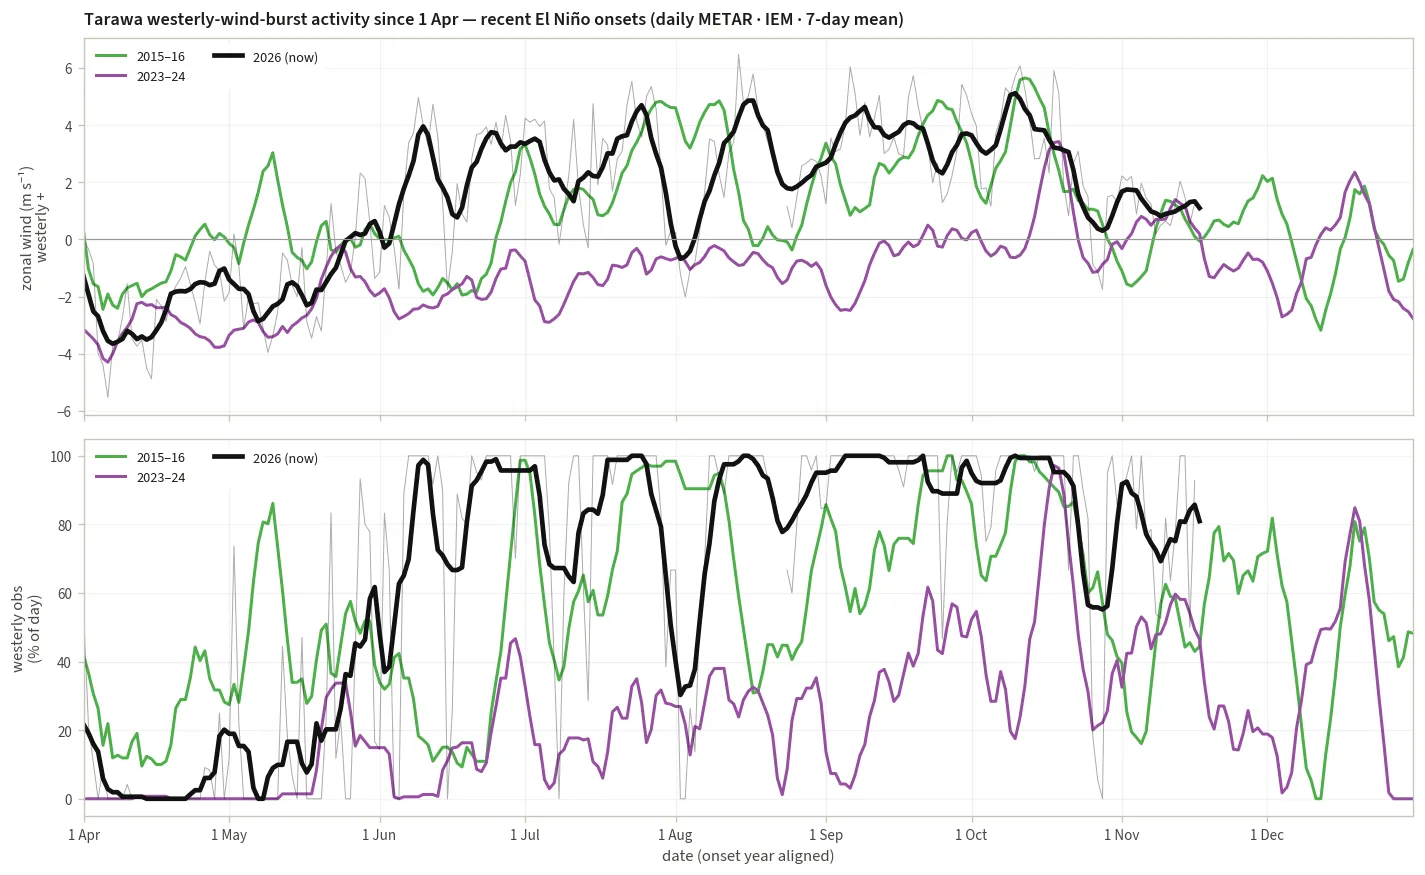 Tarawa westerly-wind-burst activity since 1 Apr — recent El Niño onsets (daily METAR · IEM · 7-day mean)
2015–16
2023–24
2026 (now)
zonal wind (m s⁻¹)
westerly +
6
4
2
0
−2
−4
−6
2015–16
2023–24
2026 (now)
westerly obs
(% of day)
100
80
60
40
20
0
1 Apr 1 May 1 Jun 1 Jul 1 Aug 1 Sep 1 Oct 1 Nov 1 Dec
date (onset year aligned)